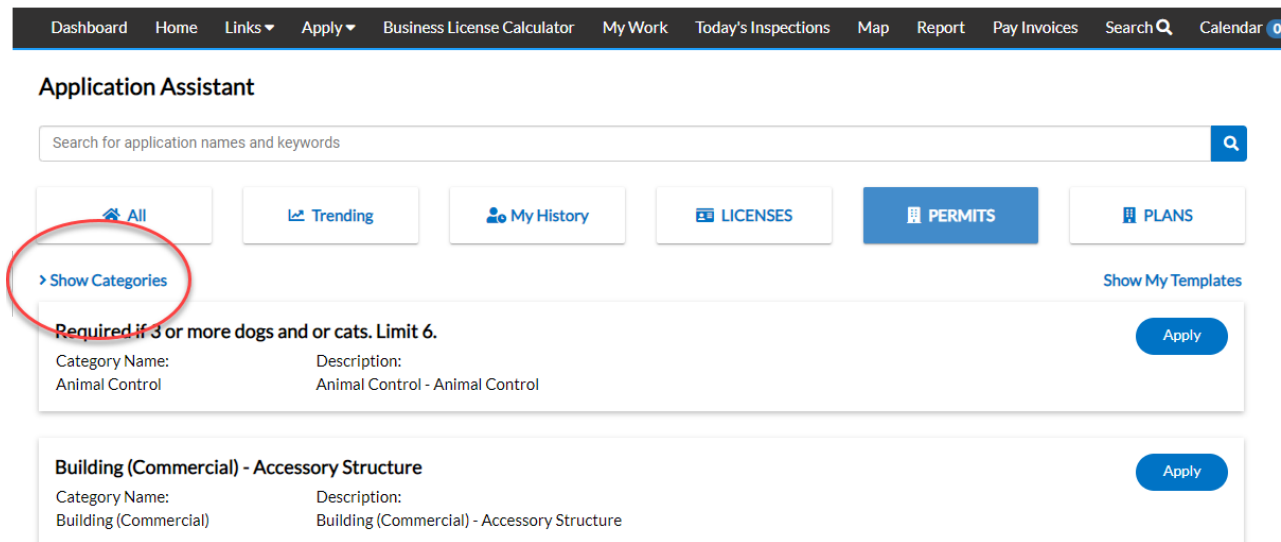 Dashboard Home Links Apply Business License Calculator My Work Today's Inspections Map Report Pay Invoices Search Calendar 0
Application Assistant
Search for application names and keywords
All Trending My History LICENSES PERMITS PLANS
Show Categories Show My Templates
Required if 3 or more dogs and or cats. Limit 6. Apply
Category Name: Description:
Animal Control Animal Control - Animal Control
Building (Commercial) - Accessory Structure Apply
Category Name: Description:
Building (Commercial) Building (Commercial) - Accessory Structure